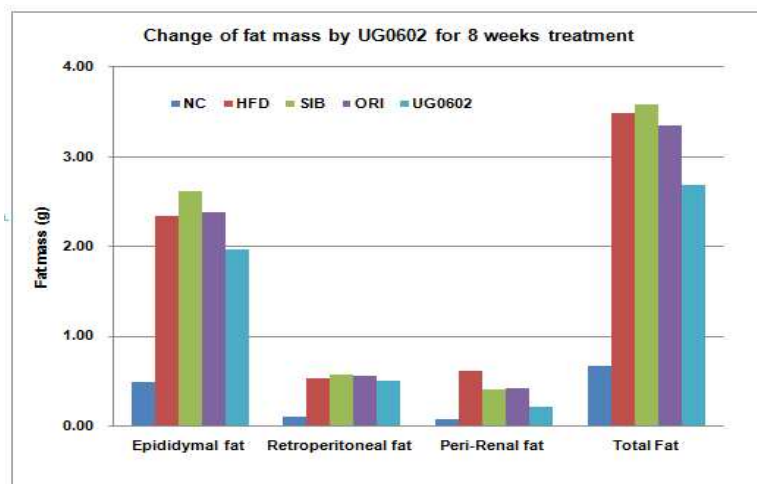 Change of fat mass by UG0602 for 8 weeks treatment
4.00
NC HFD SIB ORI UG0602
3.00
2.00
1.00
0.00
Fat mass (g)
Epididymal fat Retroperitoneal fat Peri-Renal fat Total Fat